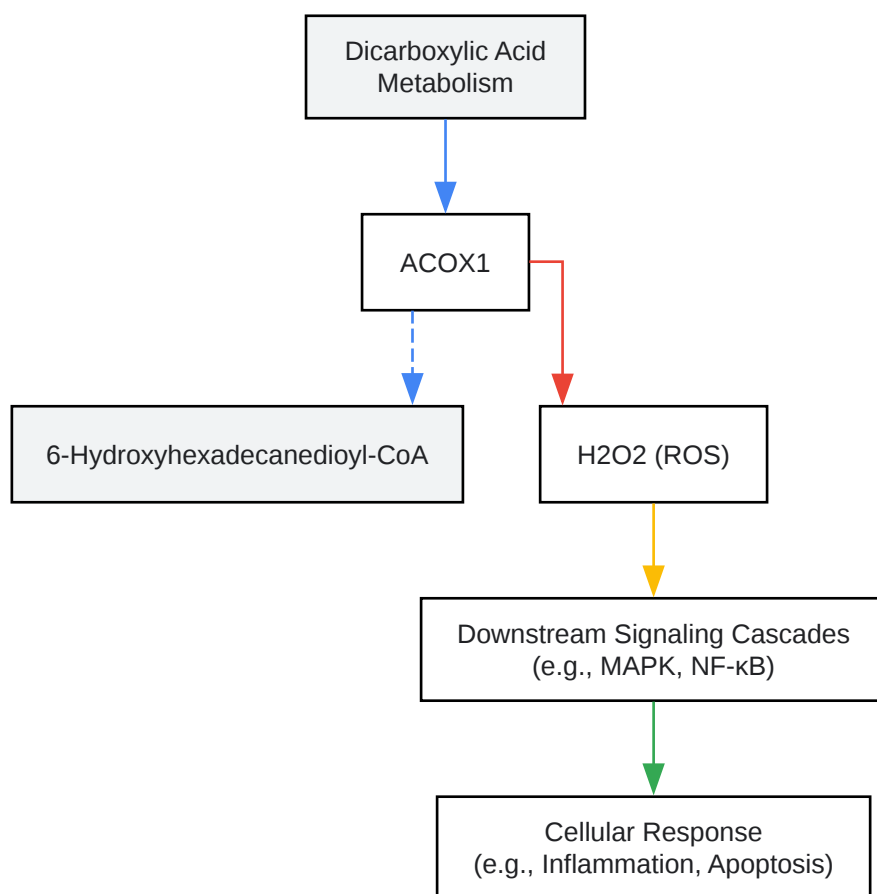 Dicarboxylic Acid
Metabolism
ACOX1
6-Hydroxyhexadecanedioyl-CoA
H2O2 (ROS)
Downstream Signaling Cascades
(e.g., MAPK, NF-κB)
Cellular Response
(e.g., Inflammation, Apoptosis)